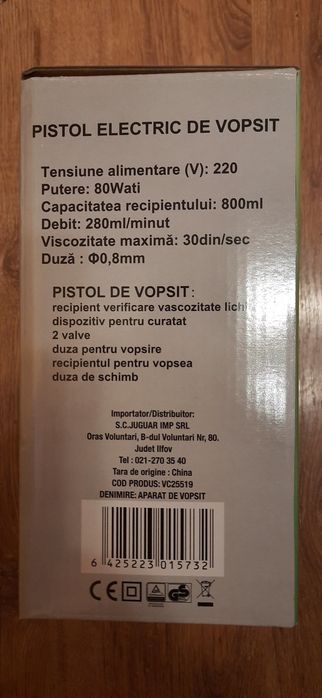 PISTOL ELECTRIC DE VOPSIT
Tensiune alimentare (V): 220
Putere: 80Wati
Capacitatea recipientului: 800ml
Debit: 280ml/minut
Viscozitate maximă: 30din/sec
Duză : Φ0,8mm
PISTOL DE VOPSIT:
recipient verificare vascozitate lichi
dispozitiv pentru curatat
2 valve
duza pentru vopsire
recipientul pentru vopsea
duza de schimb
Importator/Distribuitor:
S.C.JUGUAR IMP SRL
Oras Voluntari, B-dul Voluntari Nr, 80.
Judet Ilfov
Tel : 021-270 35 40
Tara de origine : China
COD PRODUS: VC25519
DENIMIRE: APARAT DE VOPSIT
6 425223 015732
CE GS